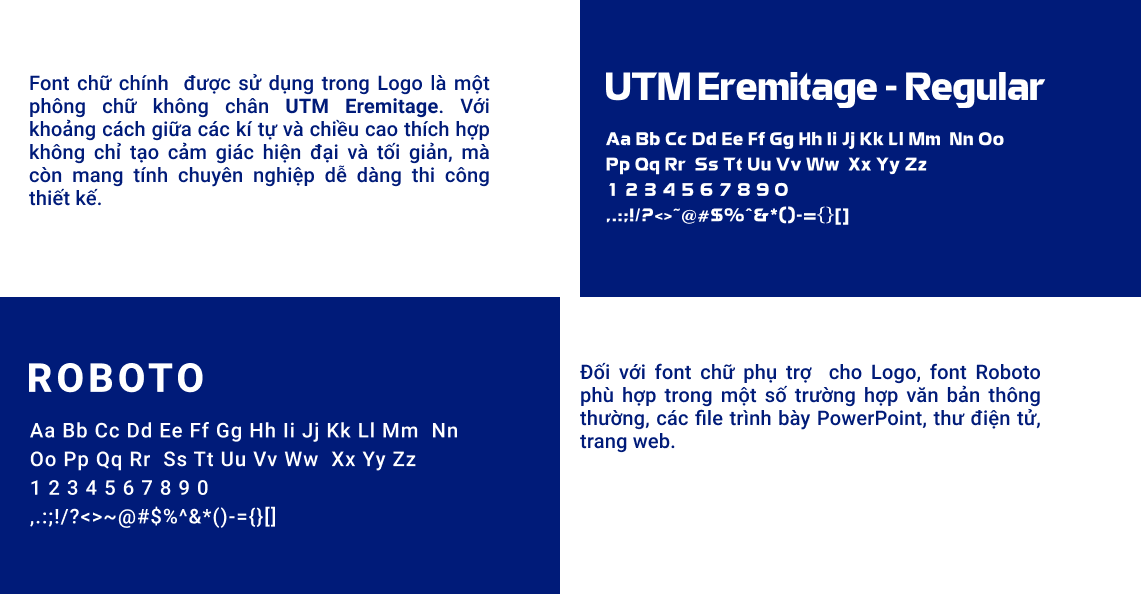 Font chữ chính  được sử dụng trong Logo là một
phông chữ không chân UTM Eremitage. Với
khoảng cách giữa các kí tự và chiều cao thích hợp
không chỉ tạo cảm giác hiện đại và tối giản, mà
còn mang tính chuyên nghiệp dễ dàng thi công
thiết kế.
UTM Eremitage - Regular
Aa Bb Cc Dd Ee Ff Gg Hh Ii Jj Kk Ll Mm  Nn Oo
Pp Qq Rr  Ss Tt Uu Vv Ww  Xx Yy Zz
1 2 3 4 5 6 7 8 9 0
,.:;!/?<>~@#$%^&*()-={}[]
ROBOTO
Aa Bb Cc Dd Ee Ff Gg Hh Ii Jj Kk Ll Mm  Nn
Oo Pp Qq Rr  Ss Tt Uu Vv Ww  Xx Yy Zz
1 2 3 4 5 6 7 8 9 0
,.:;!/?<>~@#$%^&*()-={}[]
Đối với font chữ phụ trợ  cho Logo, font Roboto
phù hợp trong một số trường hợp văn bản thông
thường, các file trình bày PowerPoint, thư điện tử,
trang web.